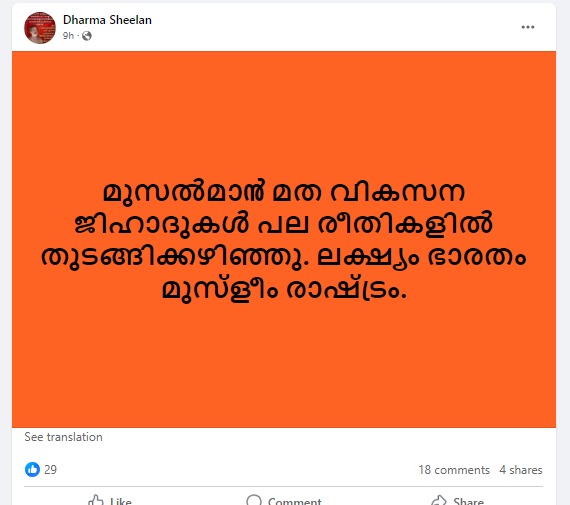 Dharma Sheelan
9h
മുസൽമാൻ മത വികസന
ജിഹാദുകൾ പല രീതികളിൽ
തുടങ്ങിക്കഴിഞ്ഞു. ലക്ഷ്യം ഭാരതം
മുസ്ളീം രാഷ്ട്രം.
See translation
29 18 comments 4 shares
Like Comment Share